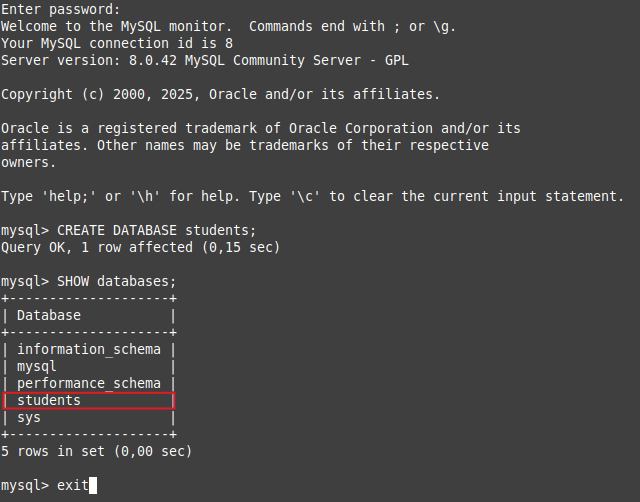 Enter password:
Welcome to the MySQL monitor.  Commands end with ; or \g.
Your MySQL connection id is 8
Server version: 8.0.42 MySQL Community Server - GPL

Copyright (c) 2000, 2025, Oracle and/or its affiliates.

Oracle is a registered trademark of Oracle Corporation and/or its
affiliates. Other names may be trademarks of their respective
owners.

Type 'help;' or '\h' for help. Type '\c' to clear the current input statement.

mysql> CREATE DATABASE students;
Query OK, 1 row affected (0,15 sec)

mysql> SHOW databases;
+--------------------+
| Database           |
+--------------------+
| information_schema |
| mysql              |
| performance_schema |
| students           |
| sys                |
+--------------------+
5 rows in set (0,00 sec)

mysql> exit